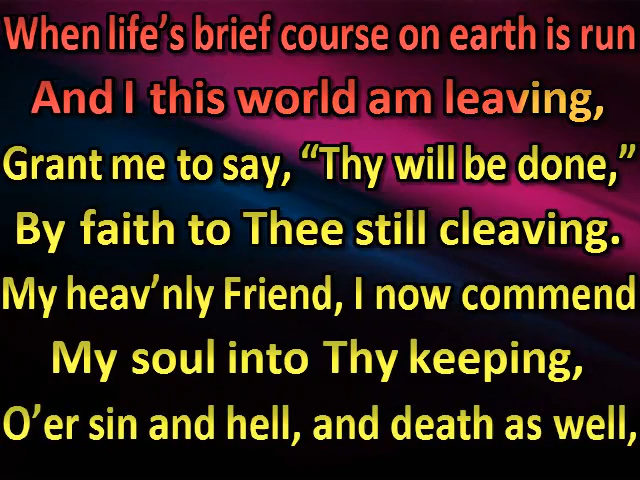 When life’s brief course on earth is run
And I this world am leaving,
Grant me to say, “Thy will be done,”
By faith to Thee still cleaving.
My heav’nly Friend, I now commend
My soul into Thy keeping,
O’er sin and hell, and death as well,